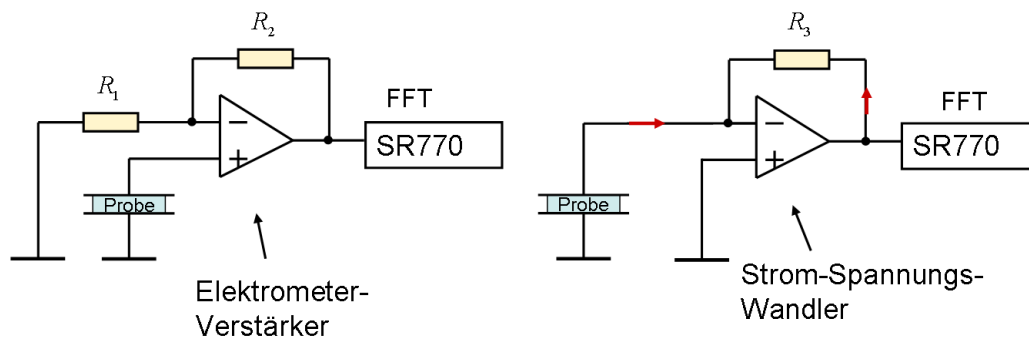 R₂
R₁
FFT
SR770
−
+
Probe
Elektrometer-
Verstärker
R₃
FFT
SR770
−
+
Probe
Strom-Spannungs-
Wandler